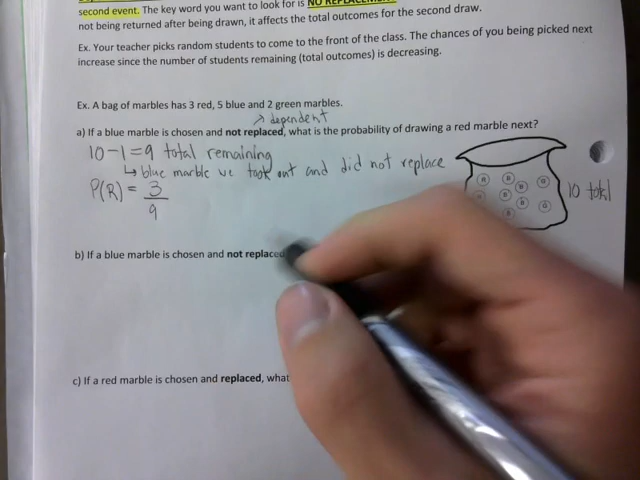 second event. The key word you want to look for is NO REPLACEMENT
not being returned after being drawn, it affects the total outcomes for the second draw.
Ex. Your teacher picks random students to come to the front of the class. The chances of you being picked next
increase since the number of students remaining (total outcomes) is decreasing.
Ex. A bag of marbles has 3 red, 5 blue and 2 green marbles.
→ dependent
a) If a blue marble is chosen and not replaced, what is the probability of drawing a red marble next?
10 - 1 = 9 total remaining
↳ blue marble we took out and did not replace
P(R) = 3/9
R B G
R B B
R B B G
10 total
b) If a blue marble is chosen and not replaced
c) If a red marble is chosen and replaced, what